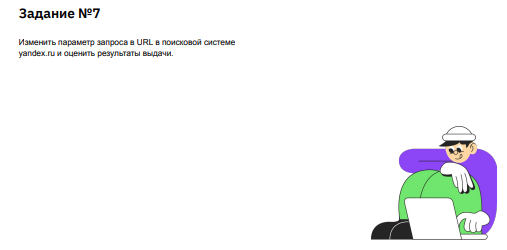 Задание №7
Изменить параметр запроса в URL в поисковой системе
yandex.ru и оценить результаты выдачи.